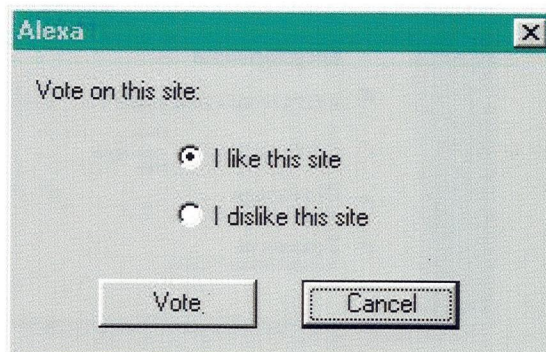 Alexa
Vote on this site:
I like this site
I dislike this site
Vote
Cancel